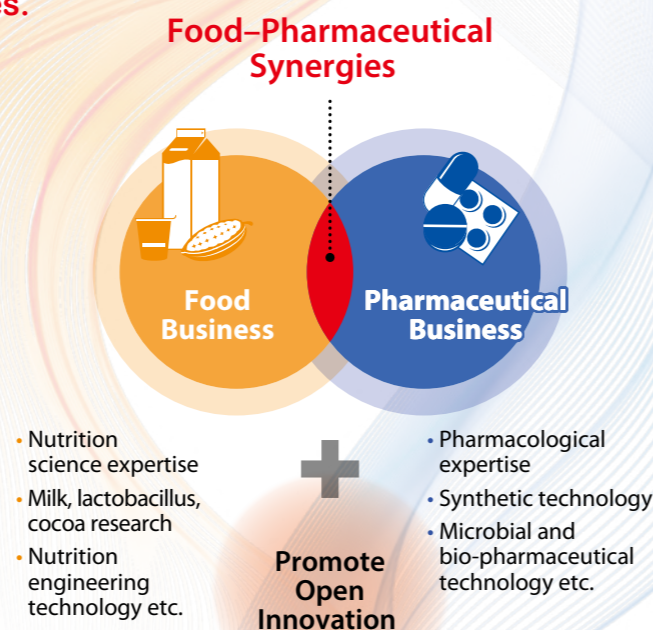 es.
Food–Pharmaceutical
Synergies
Food
Business
Pharmaceutical
Business
• Nutrition
science expertise
• Milk, lactobacillus,
cocoa research
• Nutrition
engineering
technology etc.
• Pharmacological
expertise
• Synthetic technology
• Microbial and
bio-pharmaceutical
technology etc.
Promote
Open
Innovation